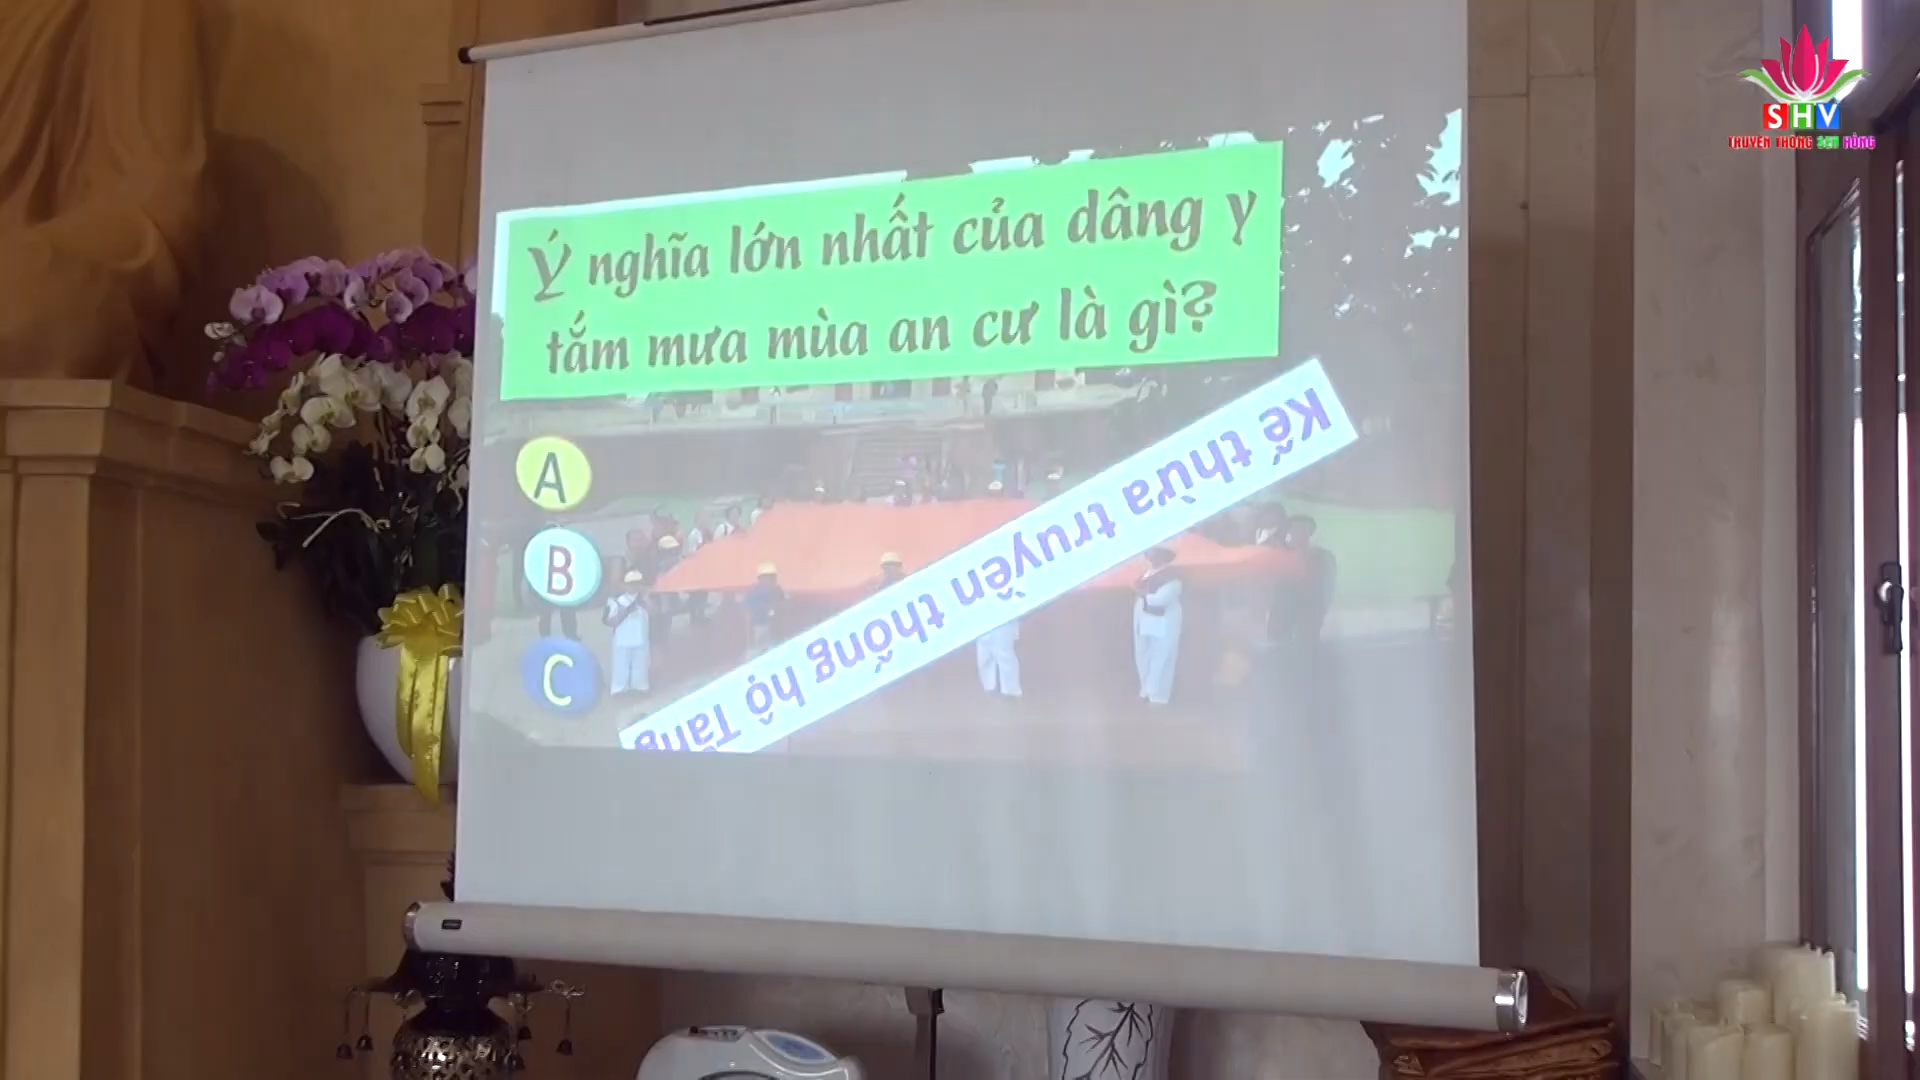 SHV
TRUYỀN THÔNG SEN HỒNG
Ý nghĩa lớn nhất của dâng y
tắm mưa mùa an cư là gì?
A
B
C
Kế thừa truyền thống hộ Tăng